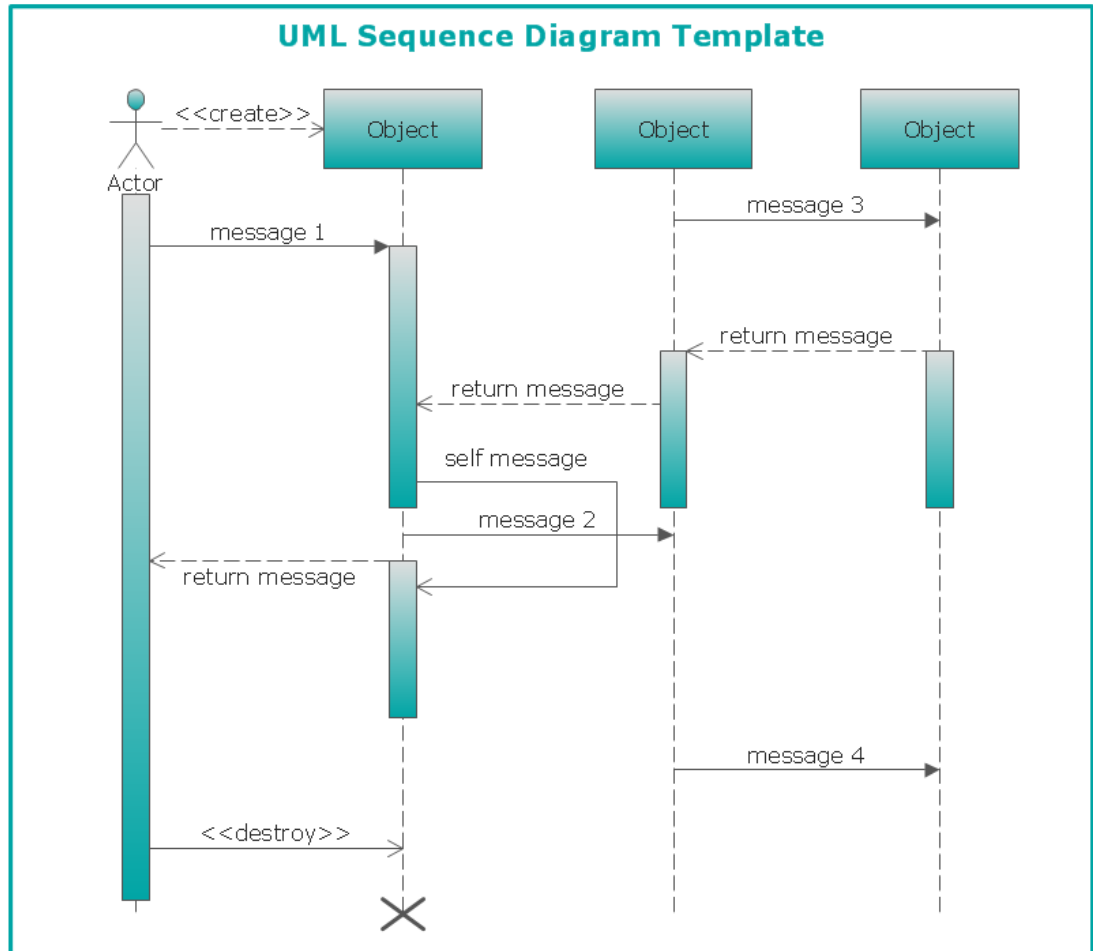 UML Sequence Diagram Template
<<create>>
Object
Object
Object
Actor
message 3
message 1
return message
return message
self message
message 2
return message
message 4
<<destroy>>